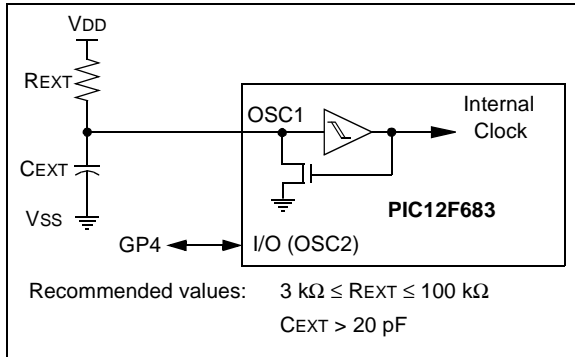 VDD
REXT
OSC1
Internal
Clock
CEXT
PIC12F683
VSS
GP4
I/O (OSC2)
Recommended values: 3 kΩ ≤ REXT ≤ 100 kΩ
CEXT > 20 pF